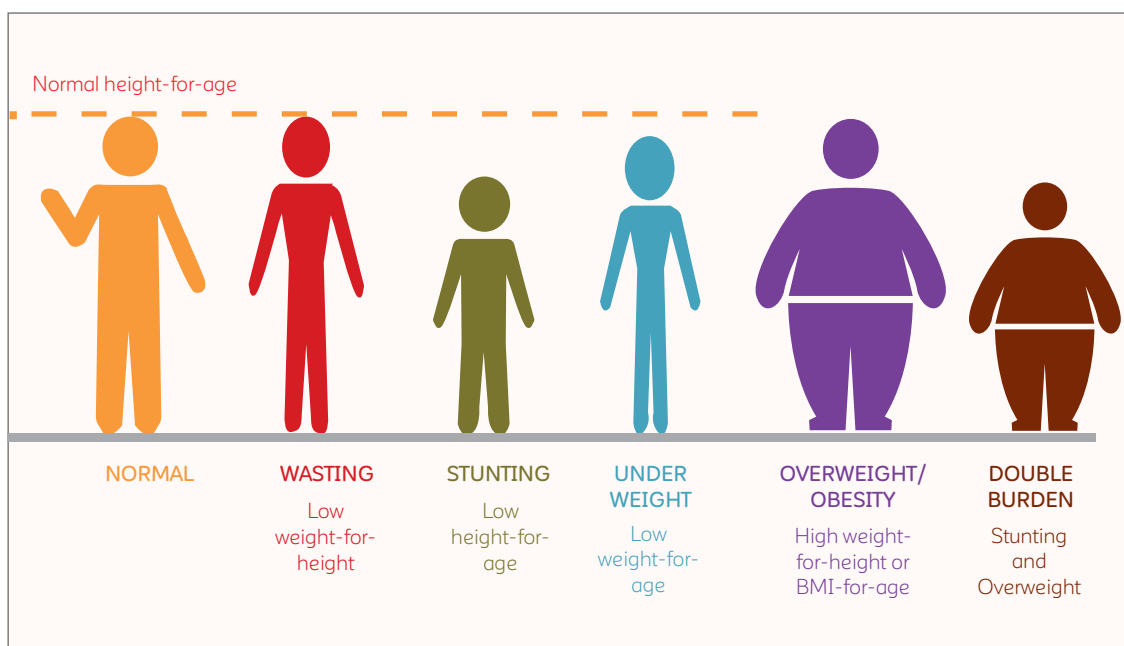 Normal height-for-age
NORMAL
WASTING
Low
weight-for-
height
STUNTING
Low
height-for-
age
UNDER
WEIGHT
Low
weight-for-
age
OVERWEIGHT/
OBESITY
High weight-
for-height or
BMI-for-age
DOUBLE
BURDEN
Stunting
and
Overweight